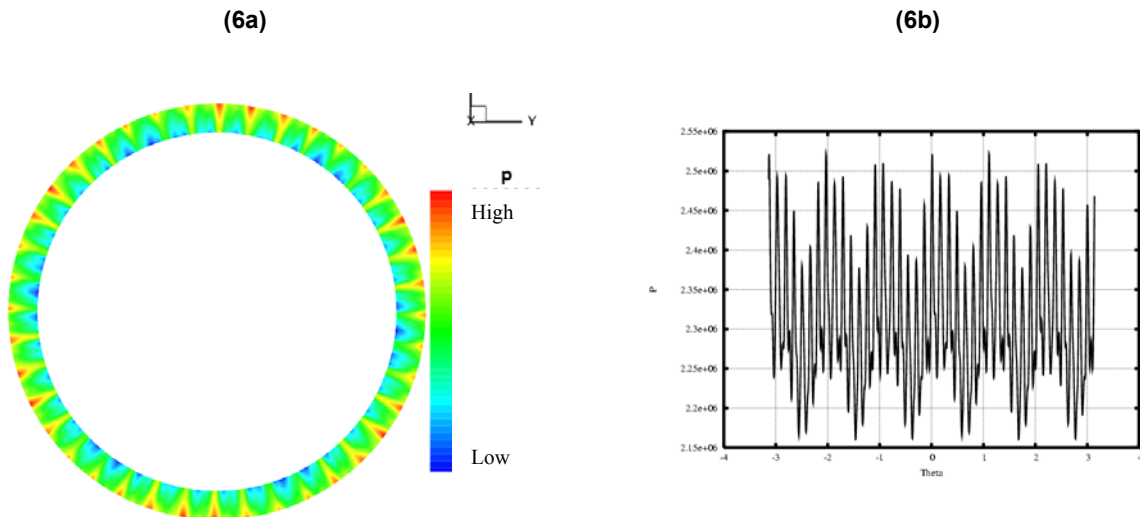 (6a)
(6b)
X Y
P
High
Low
2.55e+06
2.5e+06
2.45e+06
2.4e+06
2.35e+06
2.3e+06
2.25e+06
2.2e+06
2.15e+06
P
-4 -3 -2 -1 0 1 2 3 4
Theta